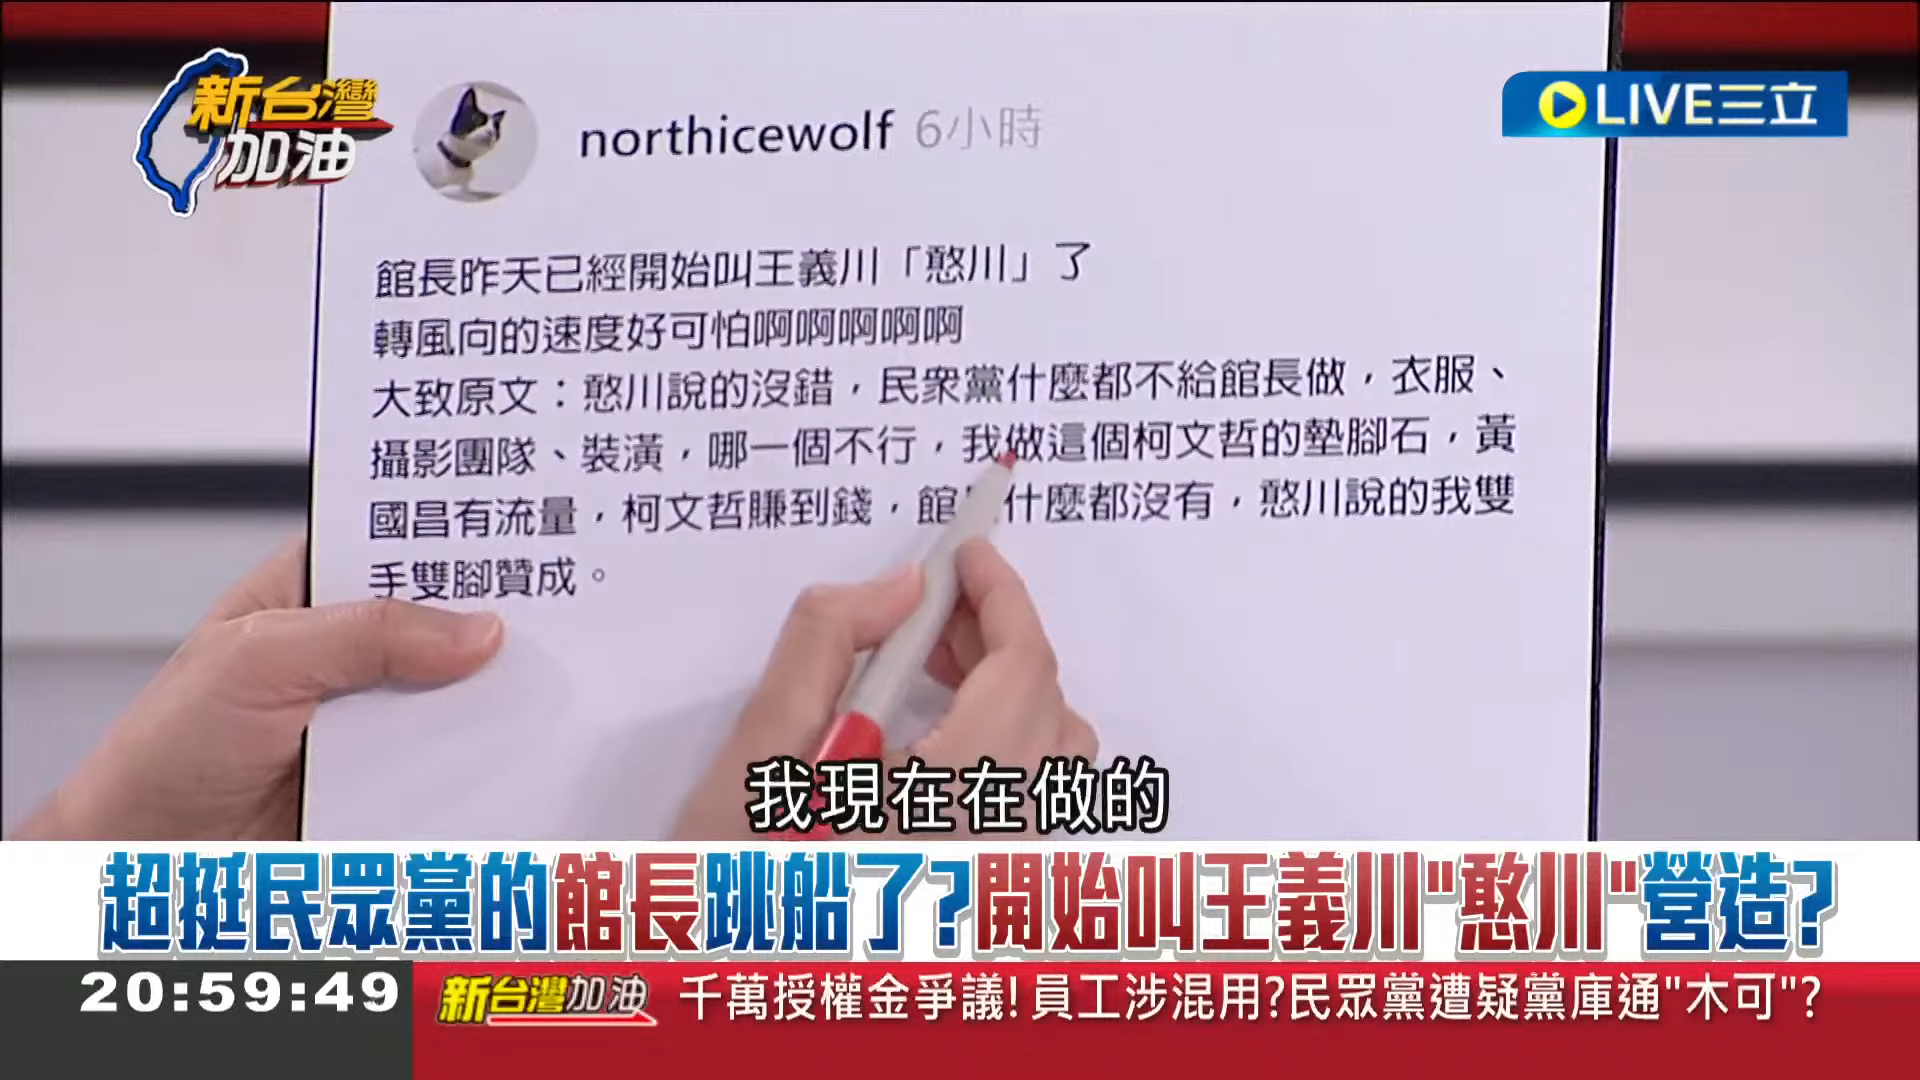 新台灣
加油
LIVE三立
northicewolf 6小時
館長昨天已經開始叫王義川「憨川」了
轉風向的速度好可怕啊啊啊啊啊
大致原文：憨川說的沒錯，民眾黨什麼都不給館長做，衣服、
攝影團隊、裝潢，哪一個不行，我做這個柯文哲的墊腳石，黃
國昌有流量，柯文哲賺到錢，館 什麼都沒有，憨川說的我雙
手雙腳贊成。
我現在在做的
超挺民眾黨的館長跳船了?開始叫王義川"憨川"營造?
20:59:49
新台灣加油
千萬授權金爭議!員工涉混用?民眾黨遭疑黨庫通"木可"?